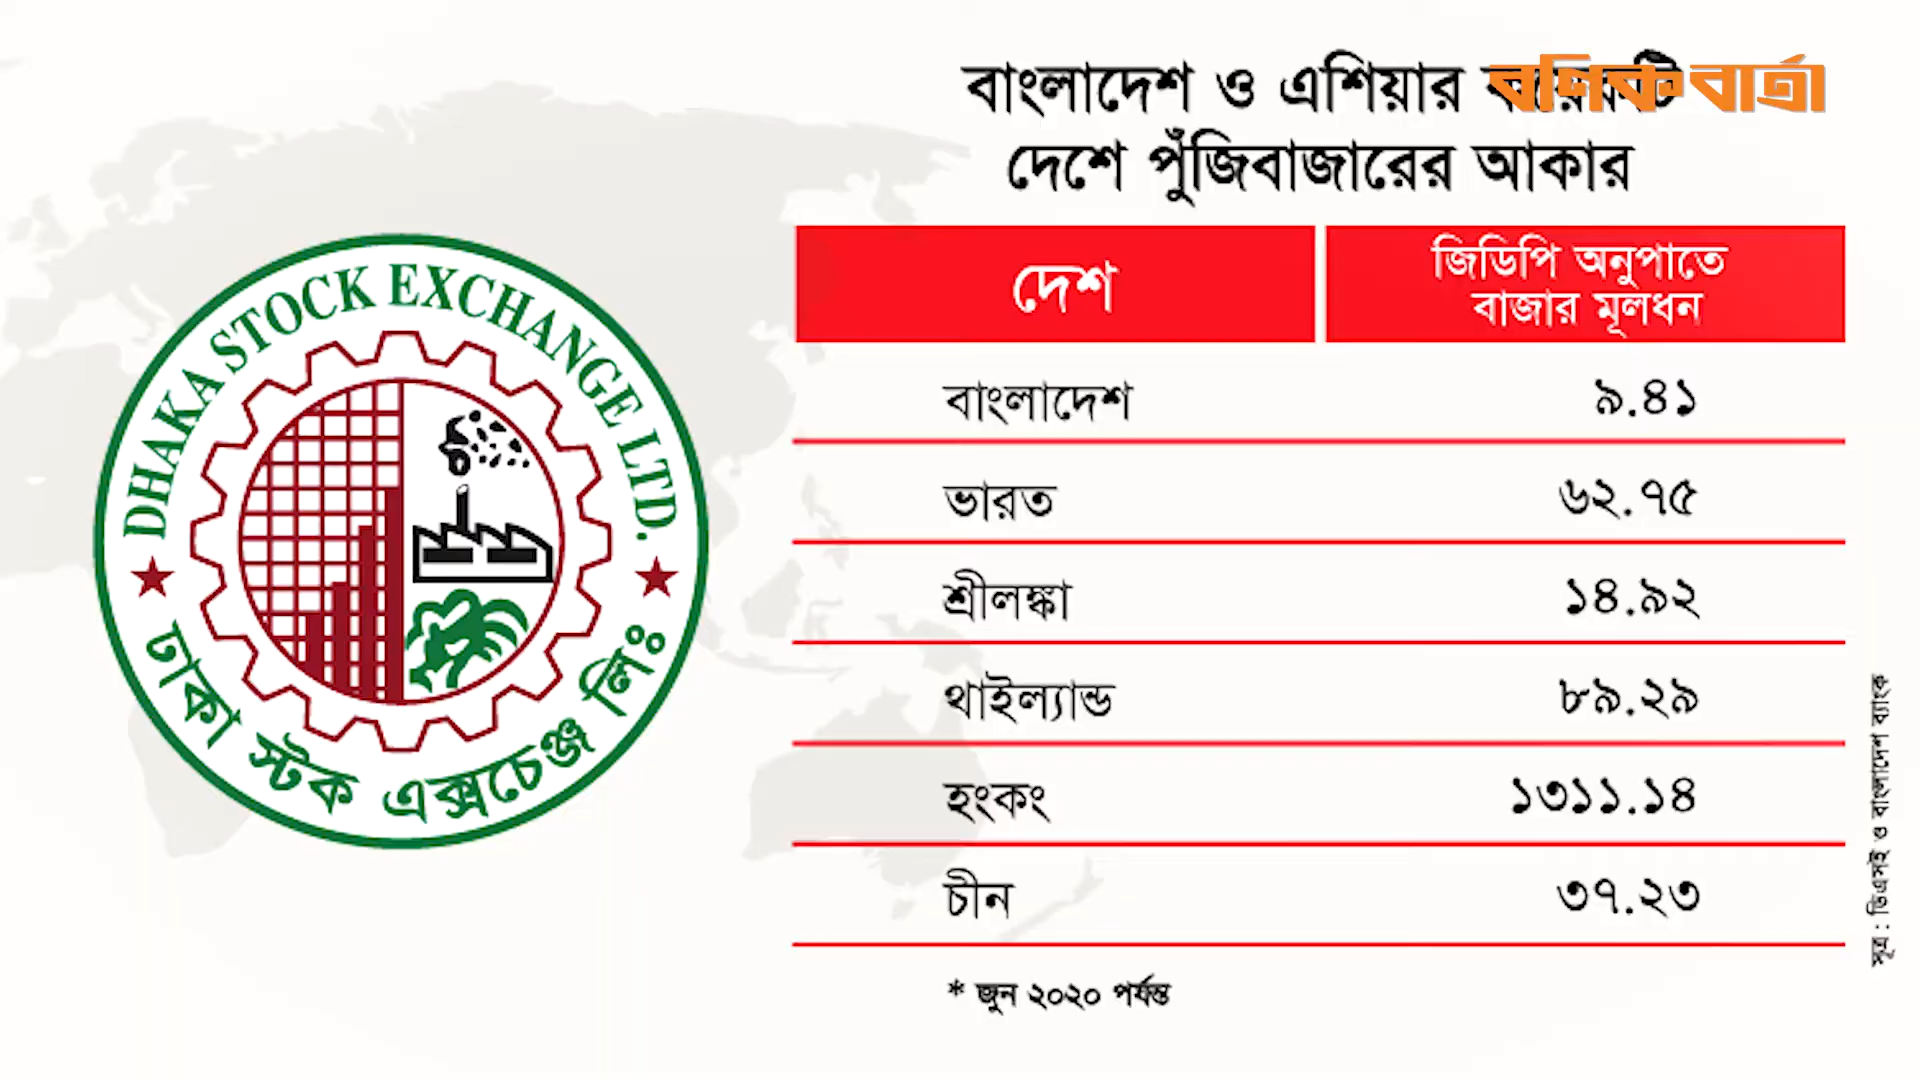 বাংলাদেশ ও এশিয়ার
দেশে পুঁজিবাজারের আকার
বণিক বার্তা
DHAKA STOCK EXCHANGE LTD.
ঢাকা স্টক এক্সচেঞ্জ লিঃ
দেশ
জিডিপি অনুপাতে
বাজার মূলধন
বাংলাদেশ ৯.৪১
ভারত ৬২.৭৫
শ্রীলঙ্কা ১৪.৯২
থাইল্যান্ড ৮৯.২৯
হংকং ১৩১১.১৪
চীন ৩৭.২৩
* জুন ২০২০ পর্যন্ত
সূত্র : ডিএসই ও বাংলাদেশ ব্যাংক